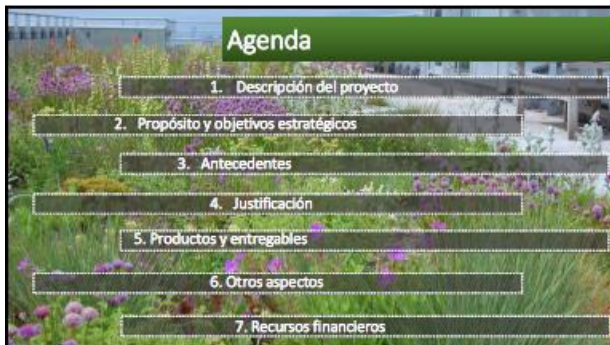 Agenda
1. Descripción del proyecto
2. Propósito y objetivos estratégicos
3. Antecedentes
4. Justificación
5. Productos y entregables
6. Otros aspectos
7. Recursos financieros